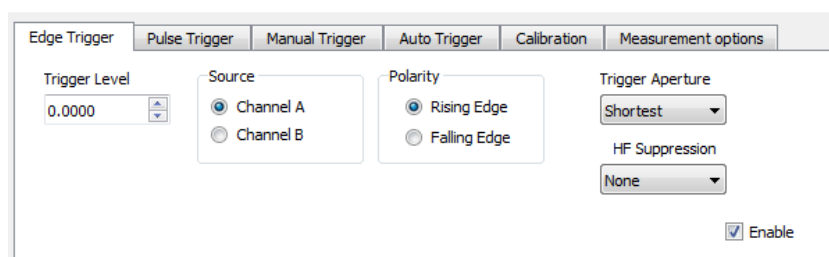 Edge Trigger Pulse Trigger Manual Trigger Auto Trigger Calibration Measurement options
Trigger Level Source Polarity Trigger Aperture
0.0000 Channel A Rising Edge Shortest
Channel B Falling Edge
HF Suppression
None
Enable